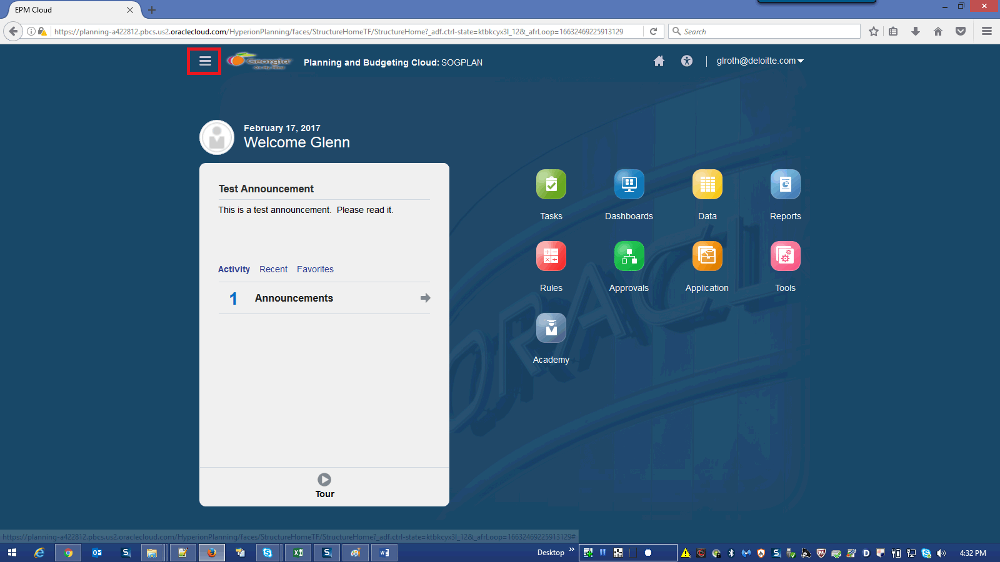 EPM Cloud
https://planning-a422812.pbcs.us2.oraclecloud.com/HyperionPlanning/faces/StructureHomeTF/StructureHome?_adf.ctrl-state=ktbkcyx3l_12&_afrLoop=16632469225913129
Search
Georgia
Planning and Budgeting Cloud: SOGPLAN
glroth@deloitte.com
February 17, 2017
Welcome Glenn
Test Announcement
This is a test announcement. Please read it.
Activity Recent Favorites
1 Announcements
Tour
Tasks Dashboards Data Reports
Rules Approvals Application Tools
Academy
ORACL
https://planning-a422812.pbcs.us2.oraclecloud.com/HyperionPlanning/faces/StructureHomeTF/StructureHome?_adf.ctrl-state=ktbkcyx3l_12&_afrLoop=16632469225913129#
Desktop
4:32 PM